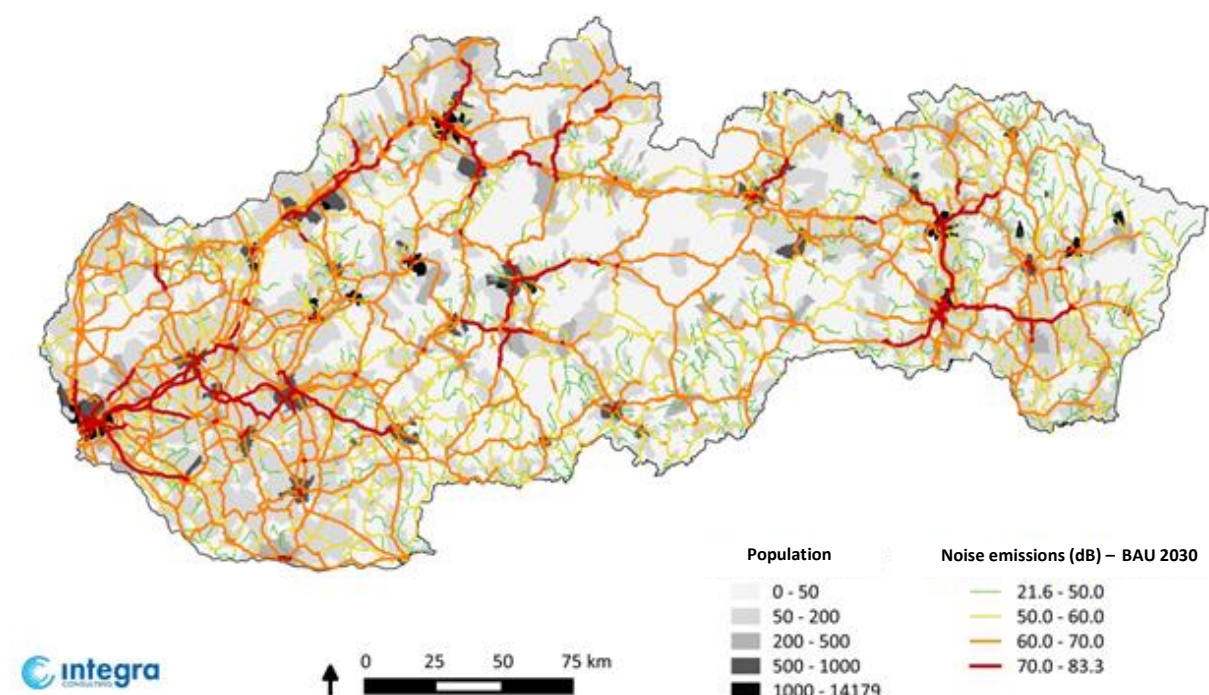 Population
0 - 50
50 - 200
200 - 500
500 - 1000
1000 - 14179
Noise emissions (dB) – BAU 2030
21.6 - 50.0
50.0 - 60.0
60.0 - 70.0
70.0 - 83.3
integra
CONSULTING
0 25 50 75 km